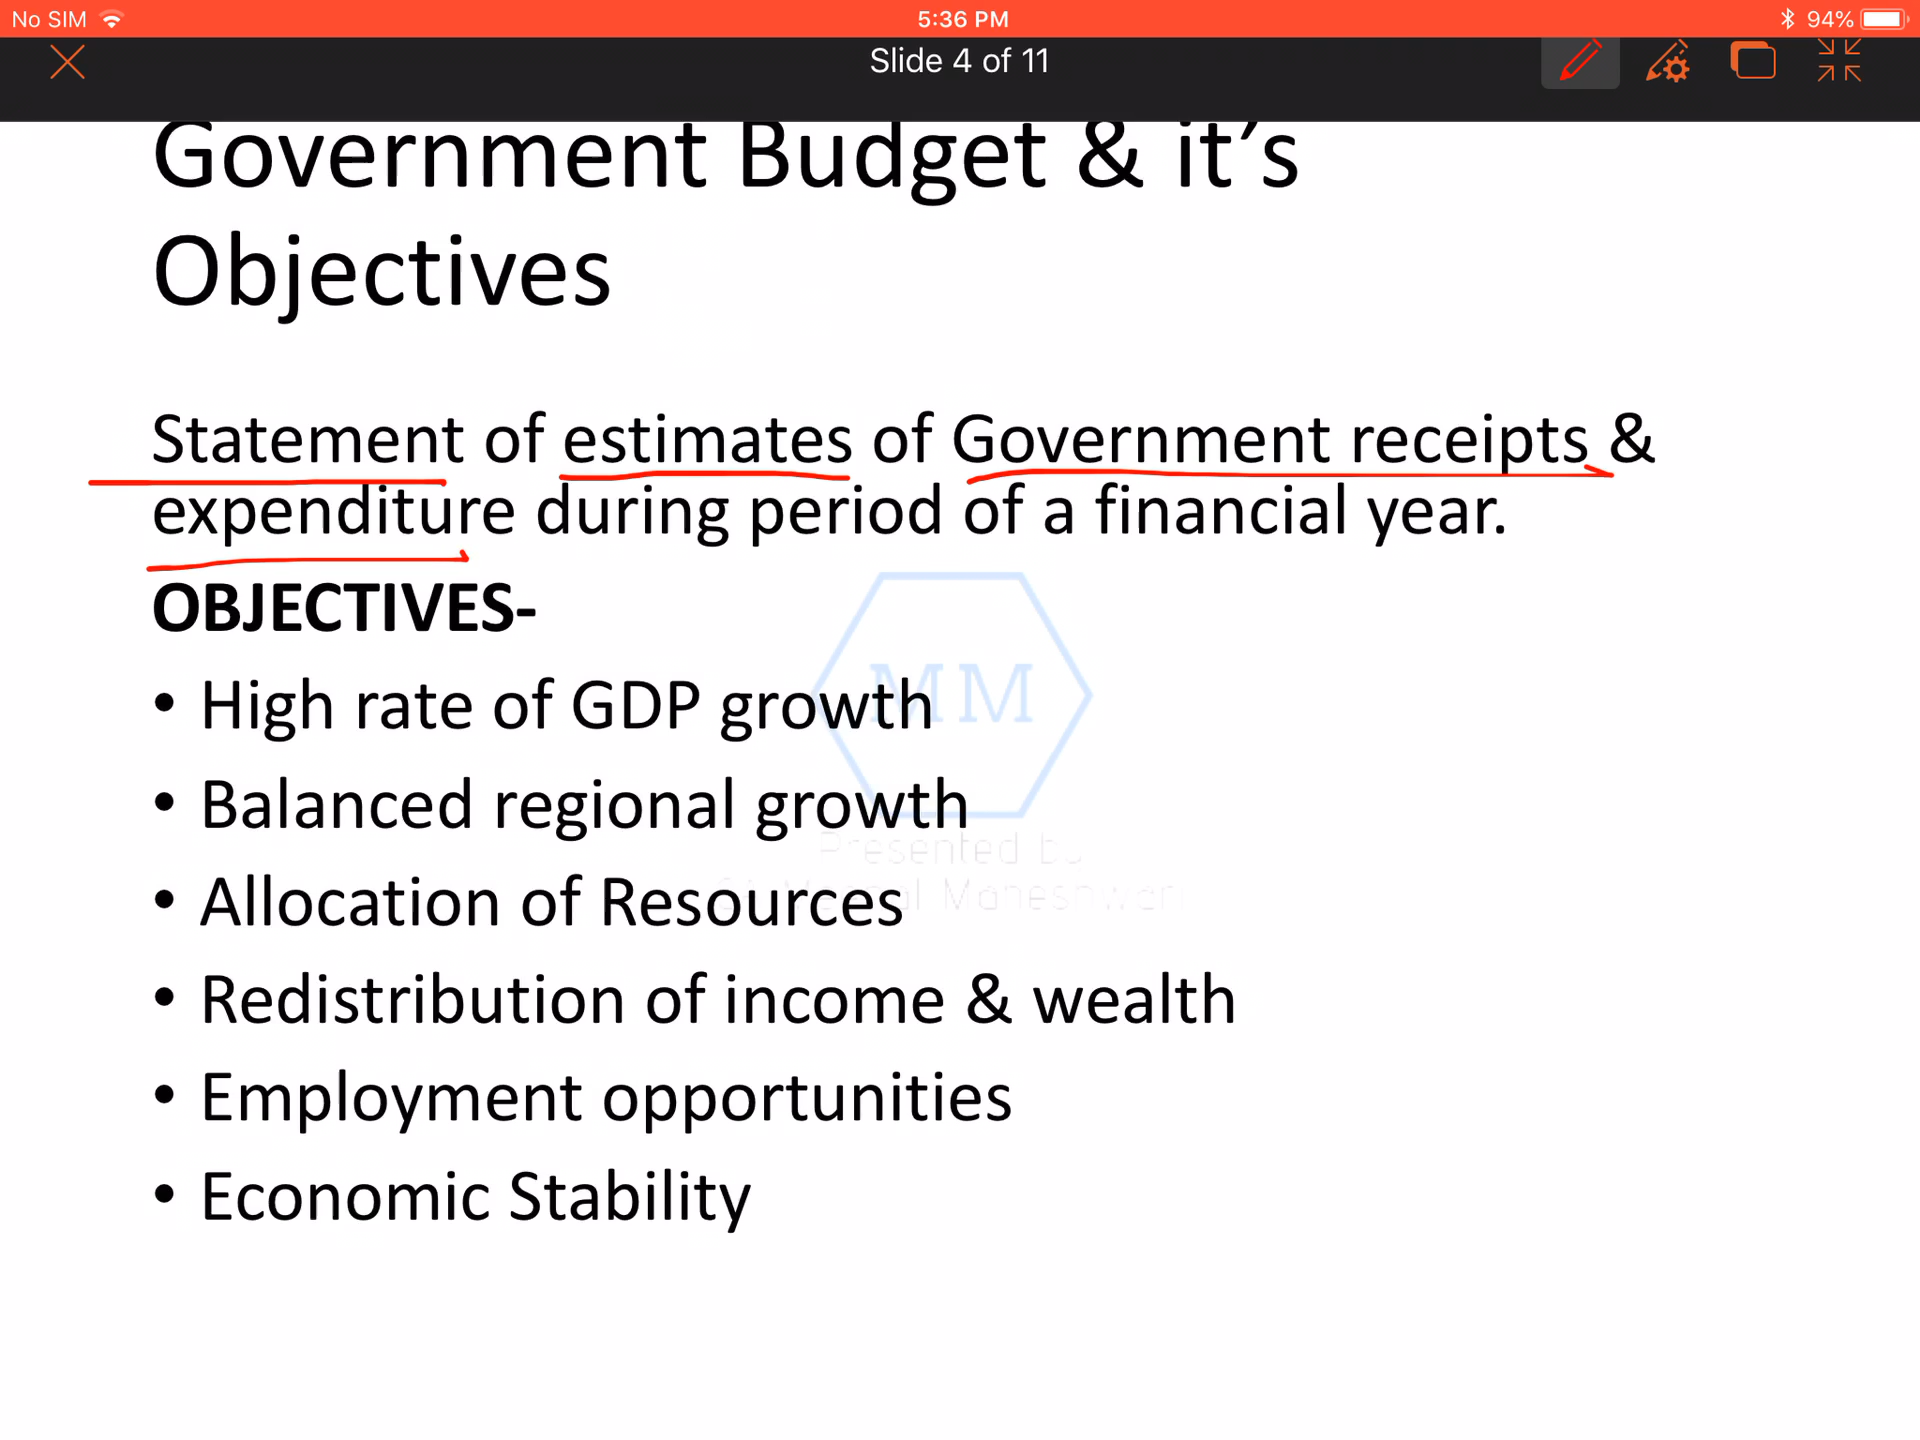 No SIM 5:36 PM 94%
Slide 4 of 11
Government Budget & it’s
Objectives
Statement of estimates of Government receipts &
expenditure during period of a financial year.
OBJECTIVES-
• High rate of GDP growth
MM
• Balanced regional growth
Presented by
• Allocation of Resources
• Redistribution of income & wealth
• Employment opportunities
• Economic Stability